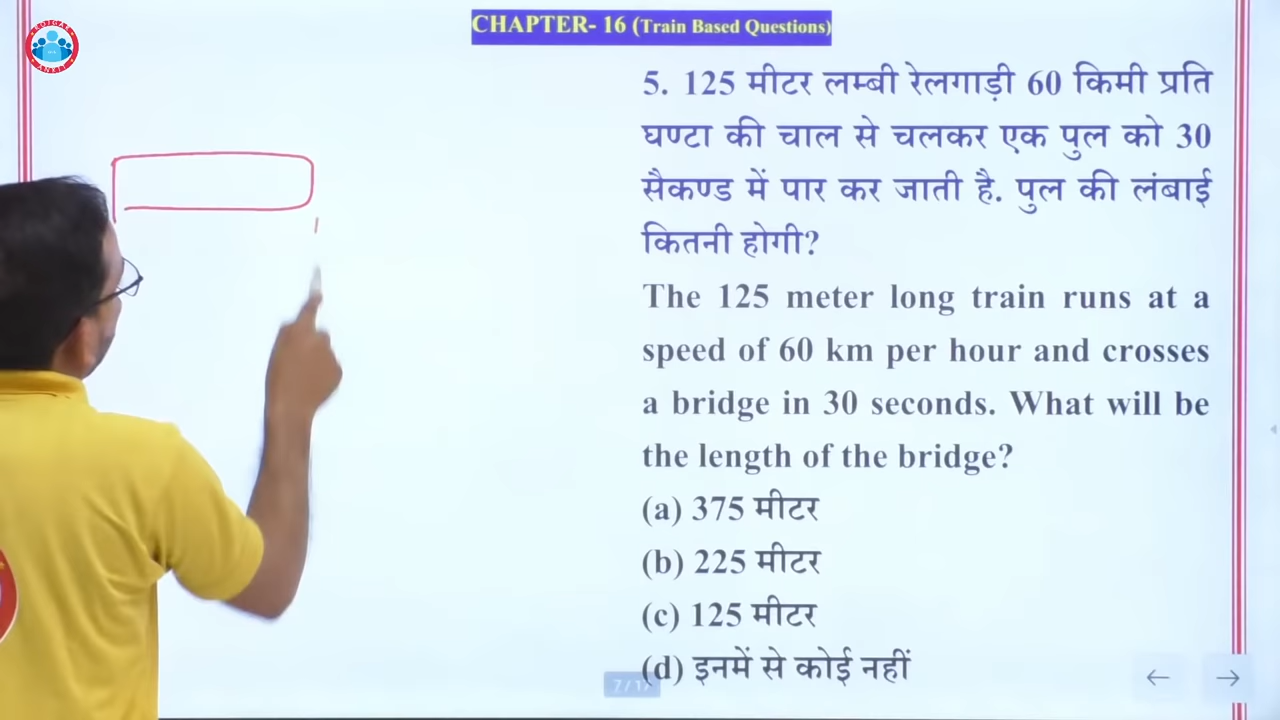 ROJGAR
ANKIT
CHAPTER- 16 (Train Based Questions)
5. 125 मीटर लम्बी रेलगाड़ी 60 किमी प्रति
घण्टा की चाल से चलकर एक पुल को 30
सैकण्ड में पार कर जाती है. पुल की लंबाई
कितनी होगी?
The 125 meter long train runs at a
speed of 60 km per hour and crosses
a bridge in 30 seconds. What will be
the length of the bridge?
(a) 375 मीटर
(b) 225 मीटर
(c) 125 मीटर
(d) इनमें से कोई नहीं